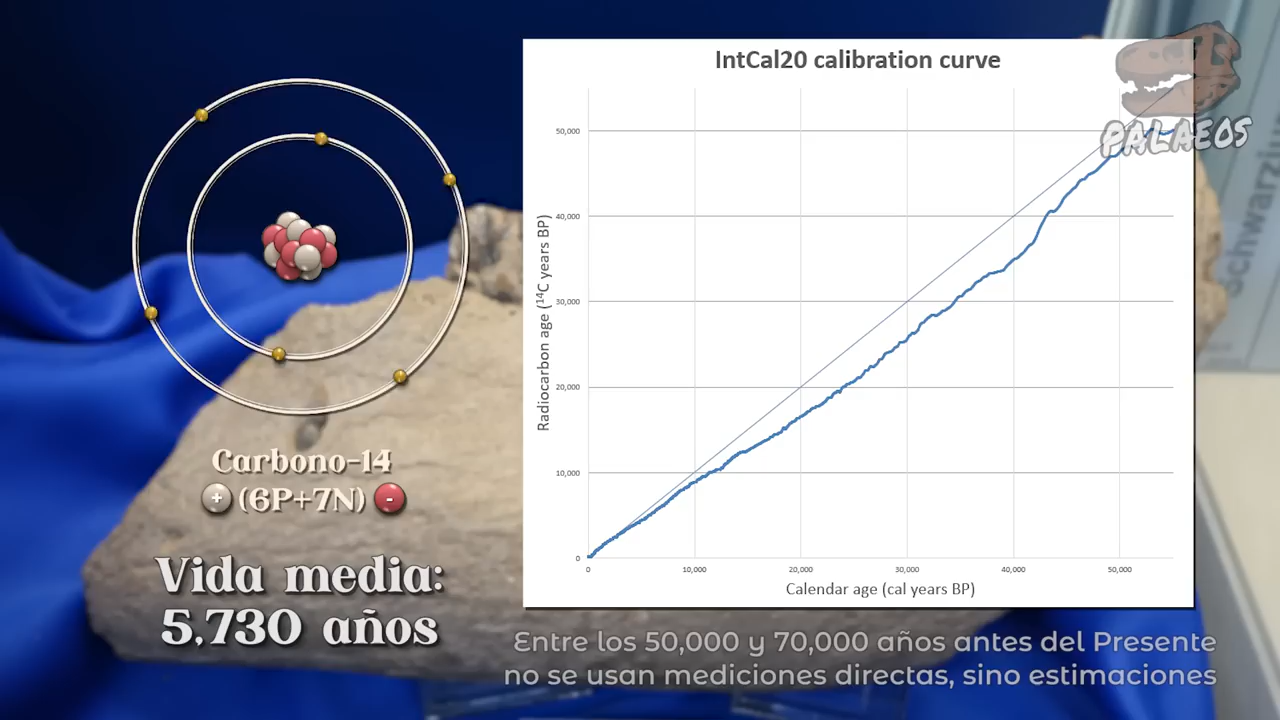 IntCal20 calibration curve
PALAEOS
Schwarziu
50,000
40,000
30,000
20,000
10,000
0
Radiocarbon age (14C years BP)
0
10,000
20,000
30,000
40,000
50,000
Calendar age (cal years BP)
Carbono-14
+ (6P+7N) -
Vida media:
5,730 años
Entre los 50,000 y 70,000 años antes del Presente
no se usan mediciones directas, sino estimaciones